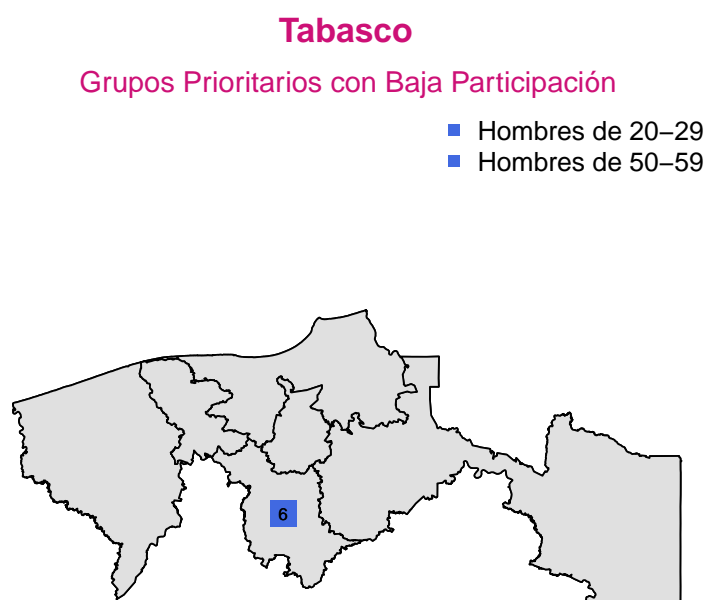 Tabasco
Grupos Prioritarios con Baja Participación
Hombres de 20−29
Hombres de 50−59
6